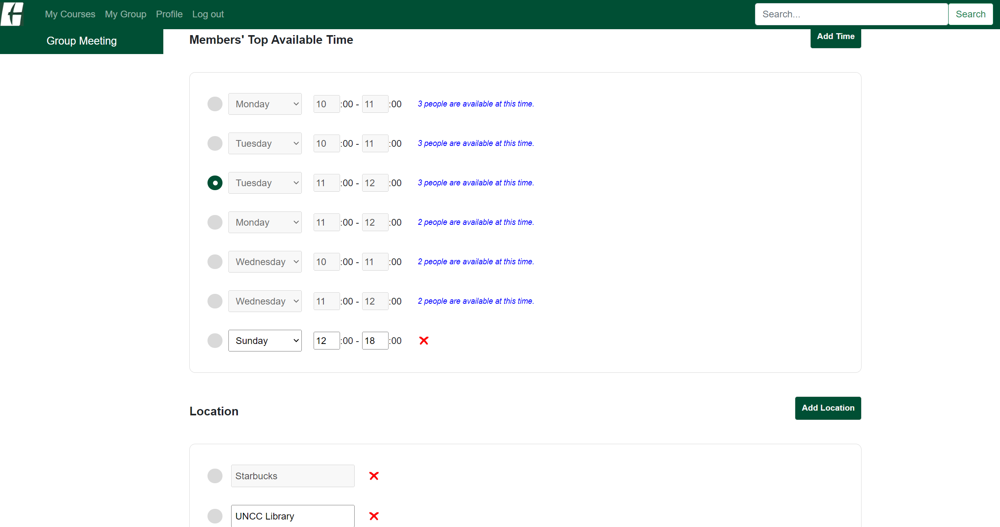 My Courses My Group Profile Log out Search... Search
Group Meeting
Members' Top Available Time Add Time
Monday 10 :00 - 11 :00 3 people are available at this time.
Tuesday 10 :00 - 11 :00 3 people are available at this time.
Tuesday 11 :00 - 12 :00 3 people are available at this time.
Monday 11 :00 - 12 :00 2 people are available at this time.
Wednesday 10 :00 - 11 :00 2 people are available at this time.
Wednesday 11 :00 - 12 :00 2 people are available at this time.
Sunday 12 :00 - 18 :00
Location Add Location
Starbucks
UNCC Library